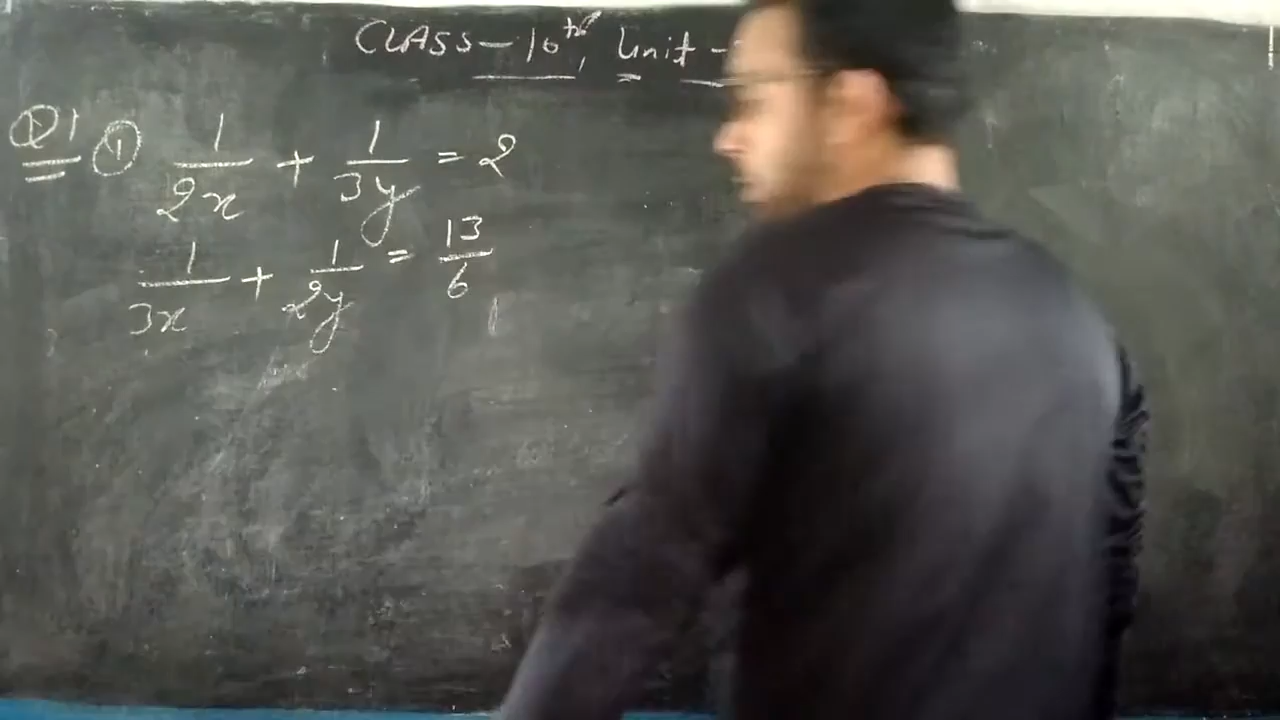 CLASS-10th, Unit -
Q1 ① 1/2x + 1/3y = 2
1/3x + 1/2y = 13/6